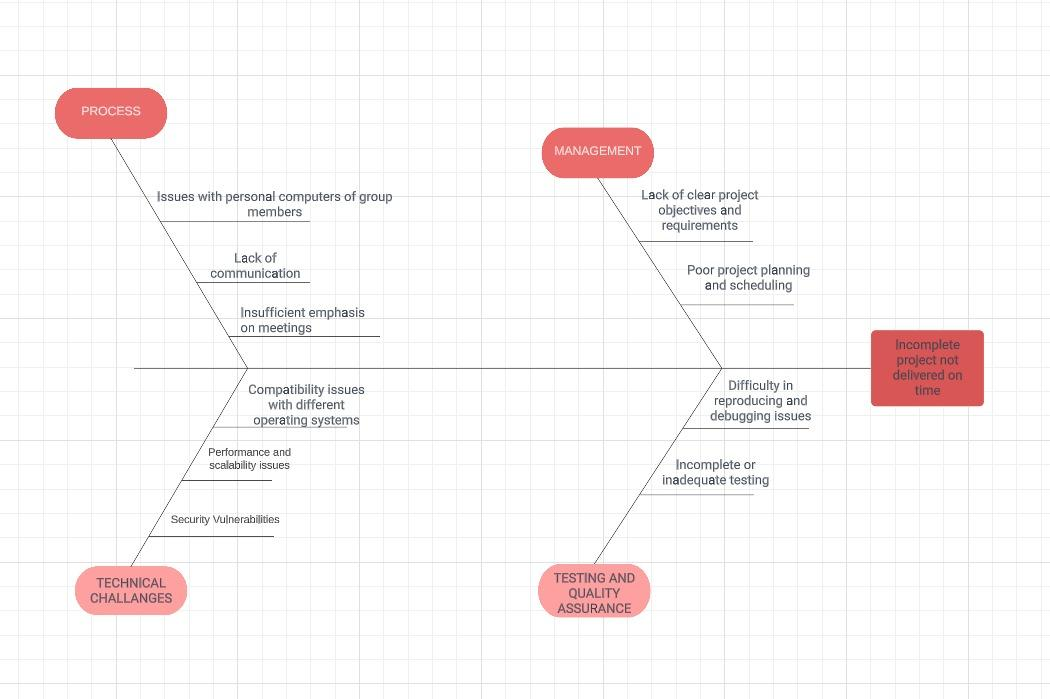 PROCESS
Issues with personal computers of group
members
Lack of
communication
Insufficient emphasis
on meetings
MANAGEMENT
Lack of clear project
objectives and
requirements
Poor project planning
and scheduling
Incomplete
project not
delivered on
time
Compatibility issues
with different
operating systems
Performance and
scalability issues
Security Vulnerabilities
TECHNICAL
CHALLANGES
Difficulty in
reproducing and
debugging issues
Incomplete or
inadequate testing
TESTING AND
QUALITY
ASSURANCE